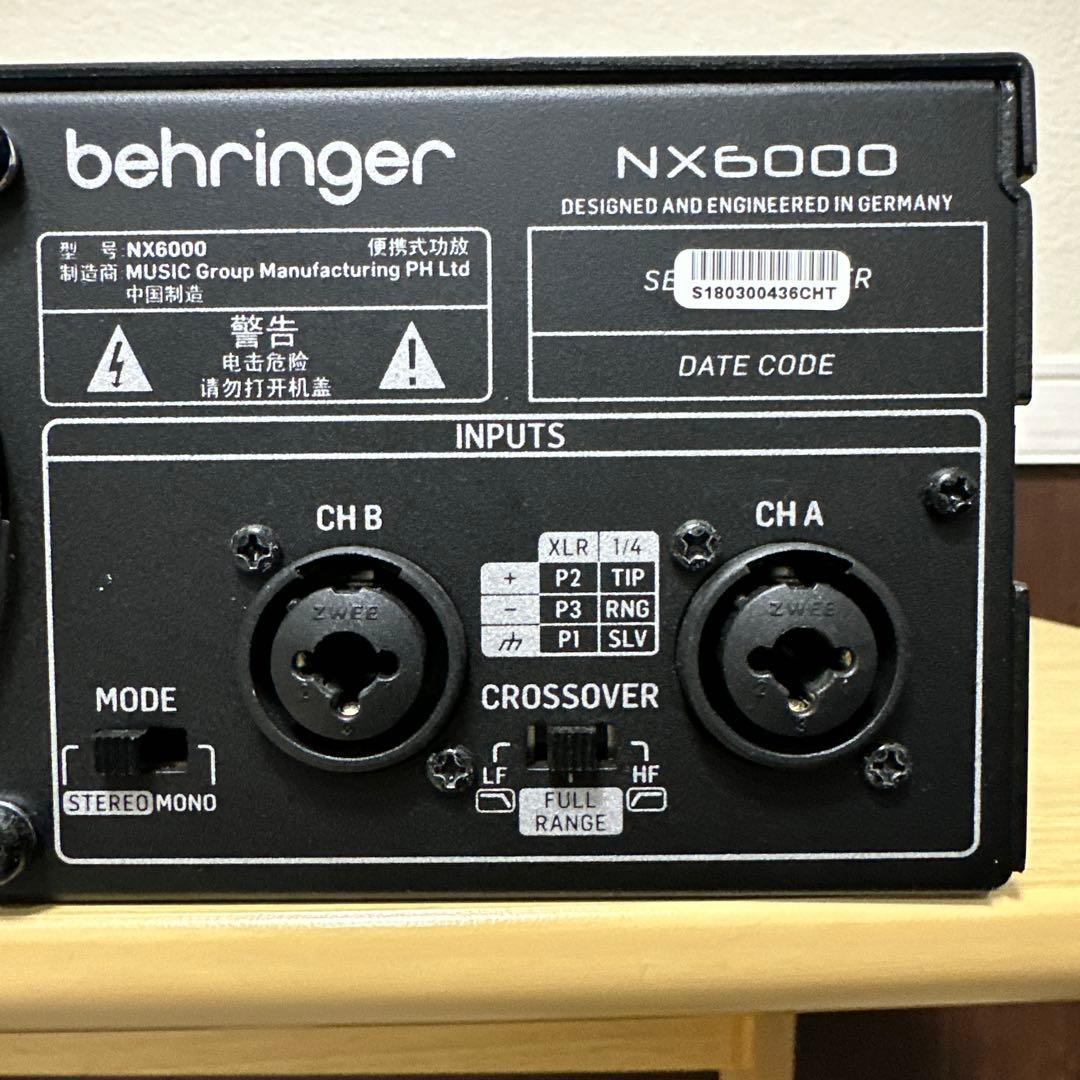 behringer
NX6000
DESIGNED AND ENGINEERED IN GERMANY
型 号 NX6000 便携式功放
制造商 MUSIC Group Manufacturing PH Ltd
中国制造
警告
电击危险
请勿打开机盖
S180300436CHT
DATE CODE
INPUTS
CH B
CH A
XLR 1/4
+ P2 TIP
− P3 RNG
P1 SLV
ZWEE
ZWEE
MODE
STEREO MONO
CROSSOVER
LF HF
FULL
RANGE